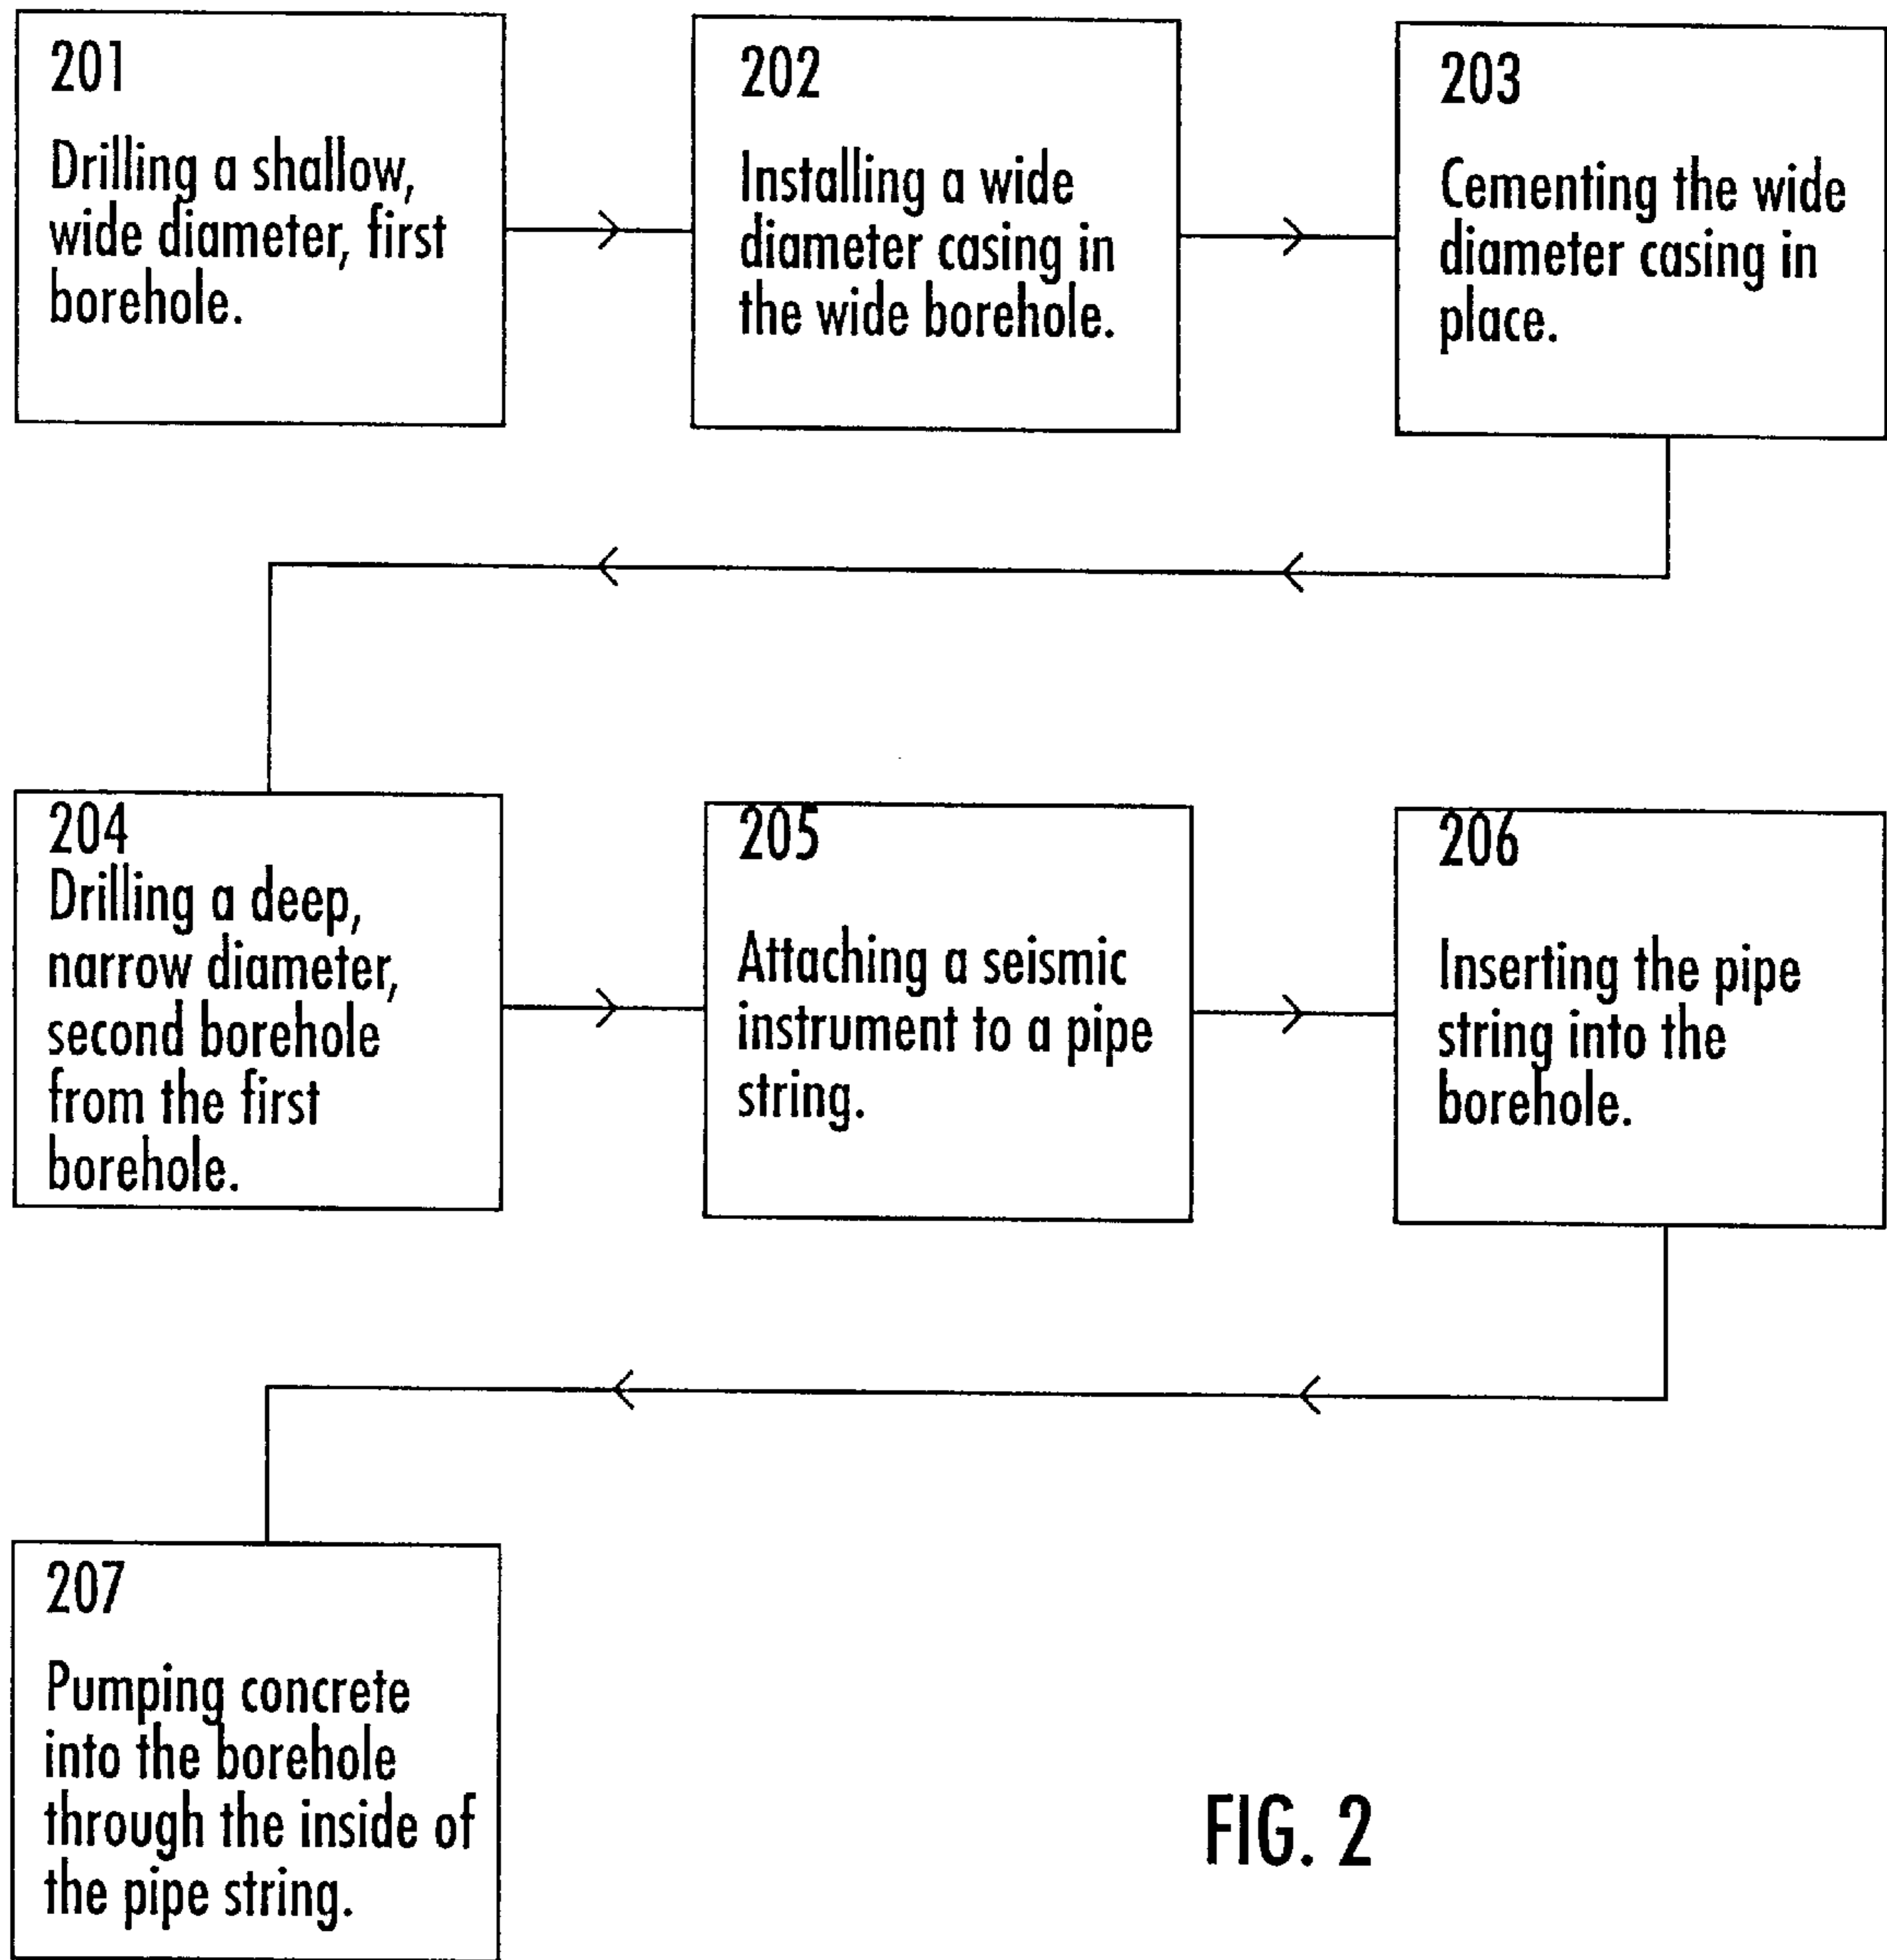 201
Drilling a shallow,
wide diameter, first
borehole.
202
Installing a wide
diameter casing in
the wide borehole.
203
Cementing the wide
diameter casing in
place.
204
Drilling a deep,
narrow diameter,
second borehole
from the first
borehole.
205
Attaching a seismic
instrument to a pipe
string.
206
Inserting the pipe
string into the
borehole.
207
Pumping concrete
into the borehole
through the inside of
the pipe string.
FIG. 2